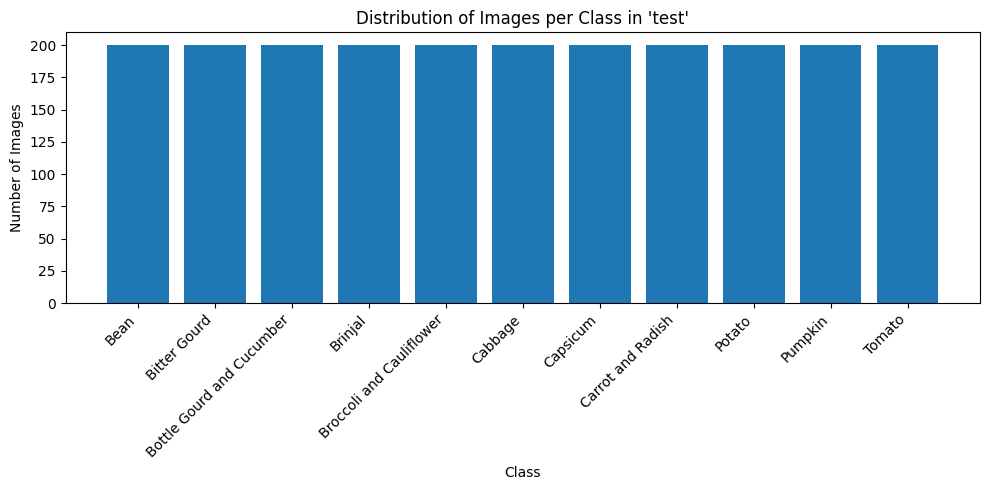 Distribution of Images per Class in 'test'
Number of Images
200
175
150
125
100
75
50
25
0
Bean
Bitter Gourd
Bottle Gourd and Cucumber
Brinjal
Broccoli and Cauliflower
Cabbage
Capsicum
Carrot and Radish
Potato
Pumpkin
Tomato
Class